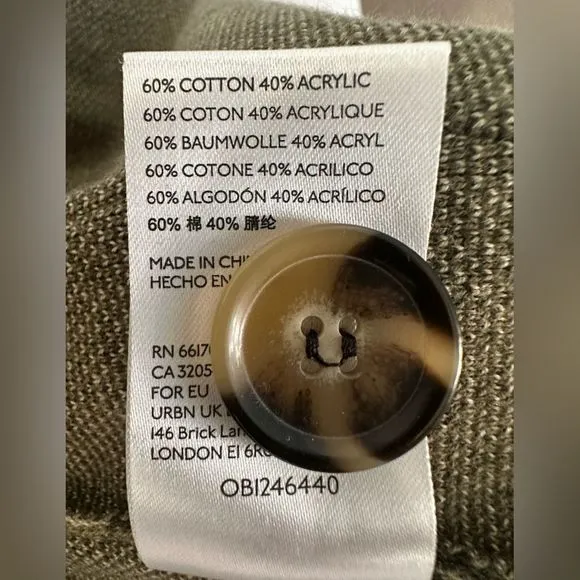 60% COTTON 40% ACRYLIC
60% COTON 40% ACRYLIQUE
60% BAUMWOLLE 40% ACRYL
60% COTONE 40% ACRILICO
60% ALGODÓN 40% ACRÍLICO
60% 棉 40% 腈纶
MADE IN
HECHO EN
RN
CA
FOR EU
URBN UK
146 Brick
LONDON E1
OB1246440